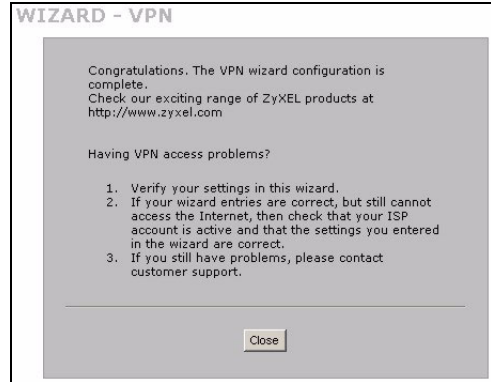 WIZARD - VPN
Congratulations. The VPN wizard configuration is
complete.
Check our exciting range of ZyXEL products at
http://www.zyxel.com
Having VPN access problems?
1. Verify your settings in this wizard.
2. If your wizard entries are correct, but still cannot
access the Internet, then check that your ISP
account is active and that the settings you entered
in the wizard are correct.
3. If you still have problems, please contact
customer support.
Close